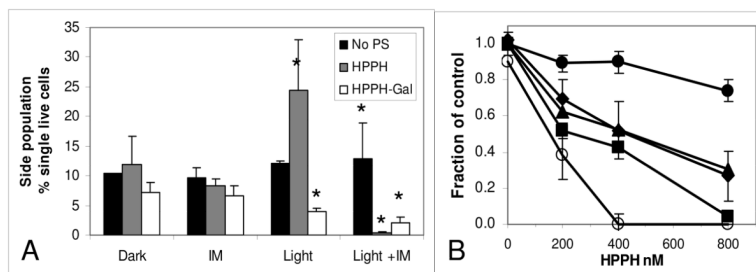 35
30
25
20
15
10
5
0
Side population
% single live cells
No PS
HPPH
HPPH-Gal
*
*
*
*
*
Dark IM Light Light +IM
A
1.0
0.8
0.6
0.4
0.2
0.0
Fraction of control
0 200 400 600 800
HPPH nM
B